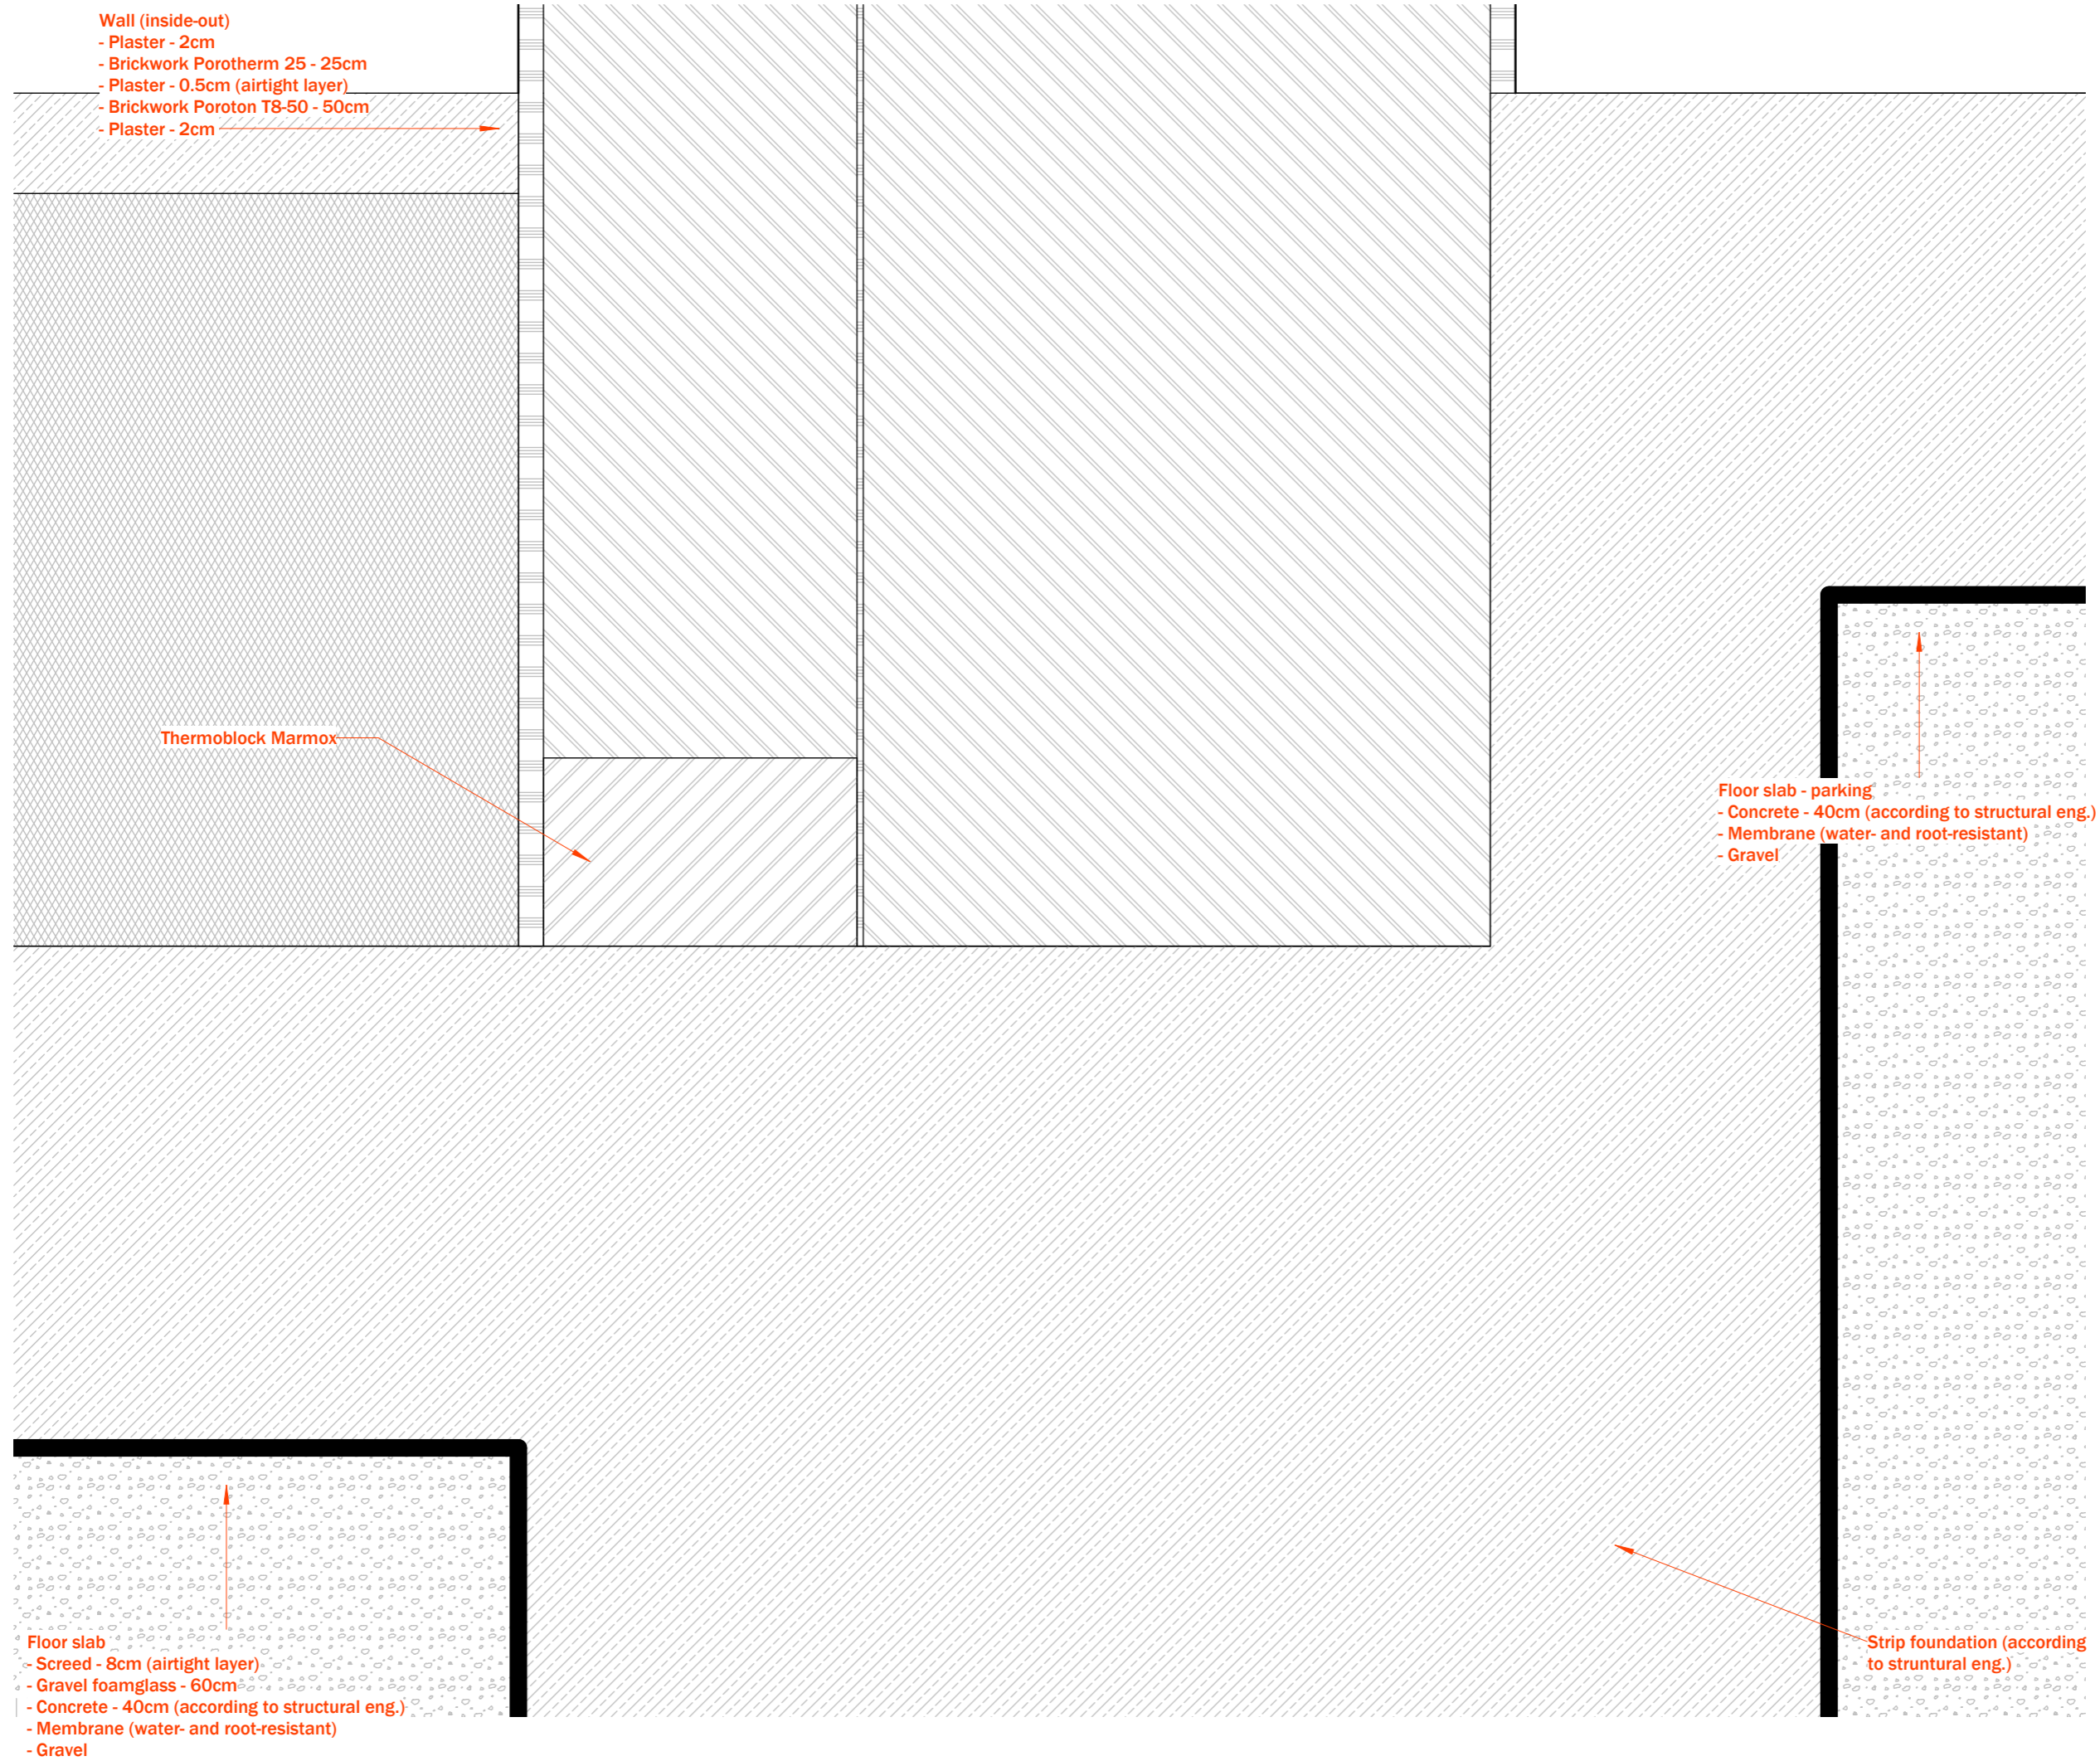 Wall (inside-out)
- Plaster - 2cm
- Brickwork Porotherm 25 - 25cm
- Plaster - 0.5cm (airtight layer)
- Brickwork Poroton T8-50 - 50cm
- Plaster - 2cm
Thermoblock Marmox
Floor slab - parking
- Concrete - 40cm (according to structural eng.)
- Membrane (water- and root-resistant)
- Gravel
Floor slab
- Screed - 8cm (airtight layer)
- Gravel foamglass - 60cm
- Concrete - 40cm (according to structural eng.)
- Membrane (water- and root-resistant)
- Gravel
Strip foundation (according
to struntural eng.)